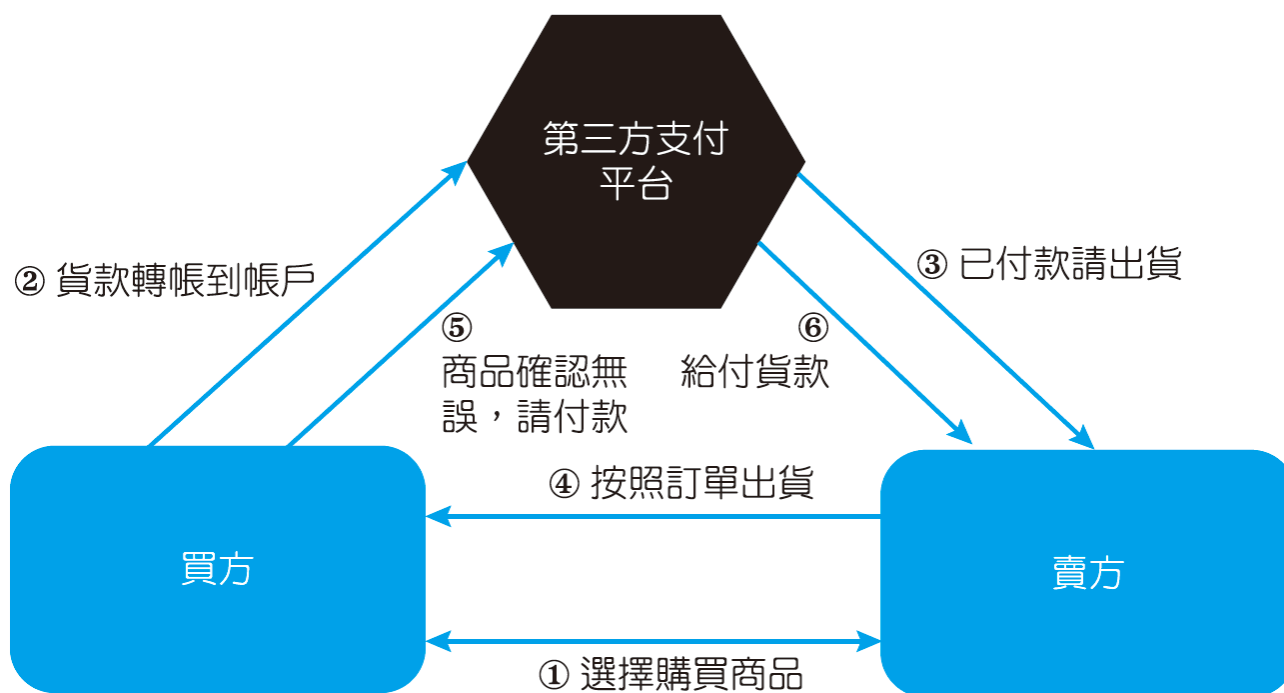 第三方支付
平台
② 貨款轉帳到帳戶
③ 已付款請出貨
⑤
商品確認無
誤，請付款
⑥
給付貨款
④ 按照訂單出貨
買方
賣方
① 選擇購買商品